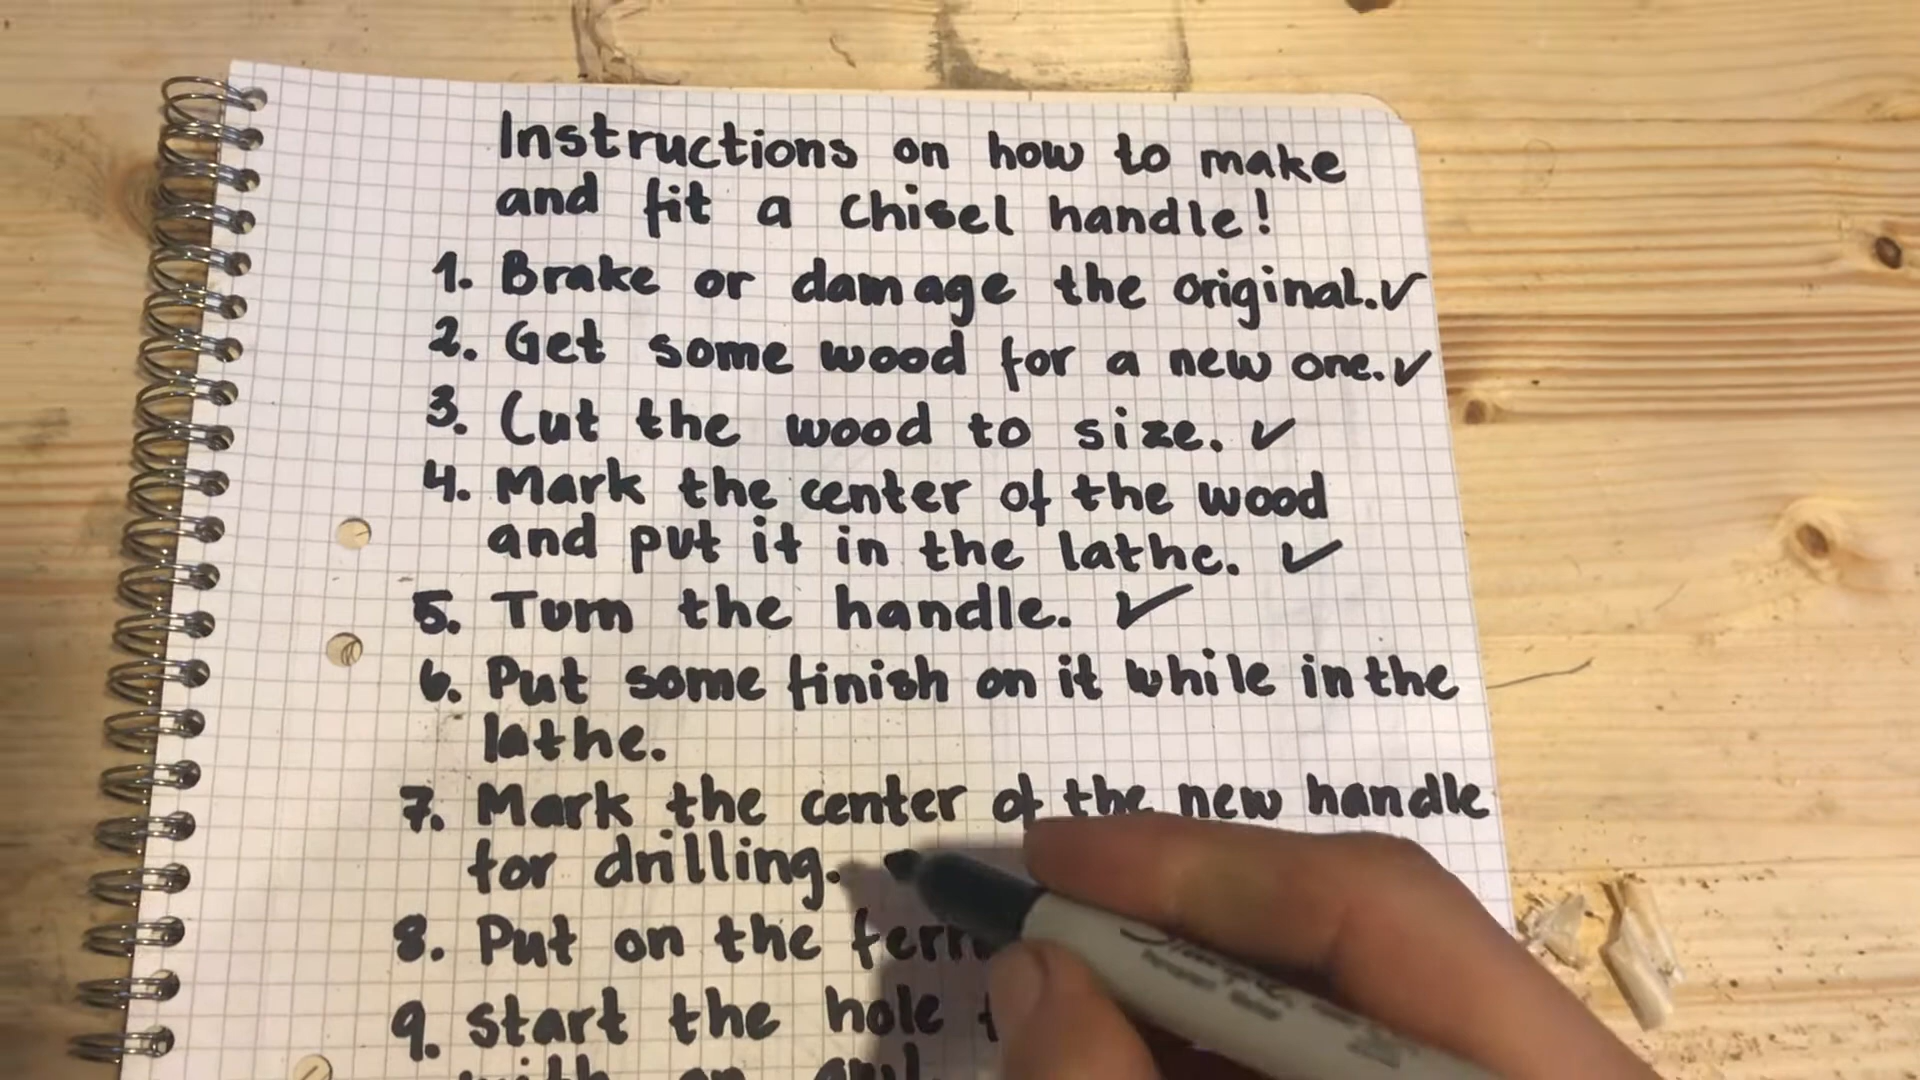 Instructions on how to make
and fit a chisel handle!
1. Brake or damage the original.✓
2. Get some wood for a new one.✓
3. Cut the wood to size. ✓
4. Mark the center of the wood
and put it in the lathe. ✓
5. Turn the handle. ✓
6. Put some finish on it while in the
lathe.
7. Mark the center of the new handle
for drilling.
8. Put on the
9. Start the hole
with an